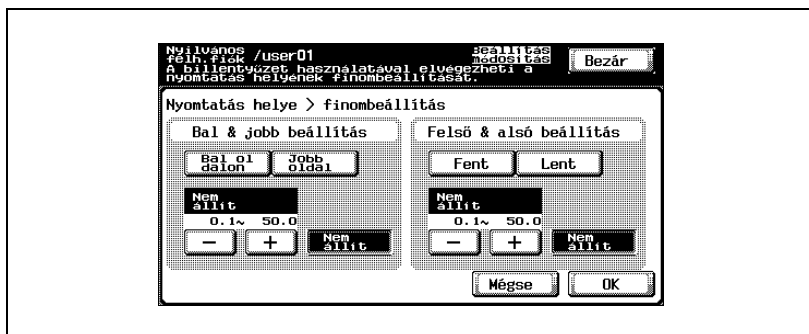 Nyilvános
félh.fiók /user01
Beállítás
módosítás
Bezár
A billentyűzet használatával elvégezheti a
nyomtatás helyének finombeállítását.
Nyomtatás helye > finombeállítás
Bal & jobb beállítás
Bal ol
dalon
Jobb
oldal
Nem
állít
0.1~ 50.0
− +
Nem
állít
Felső & alsó beállítás
Fent Lent
Nem
állít
0.1~ 50.0
− +
Nem
állít
Mégse OK